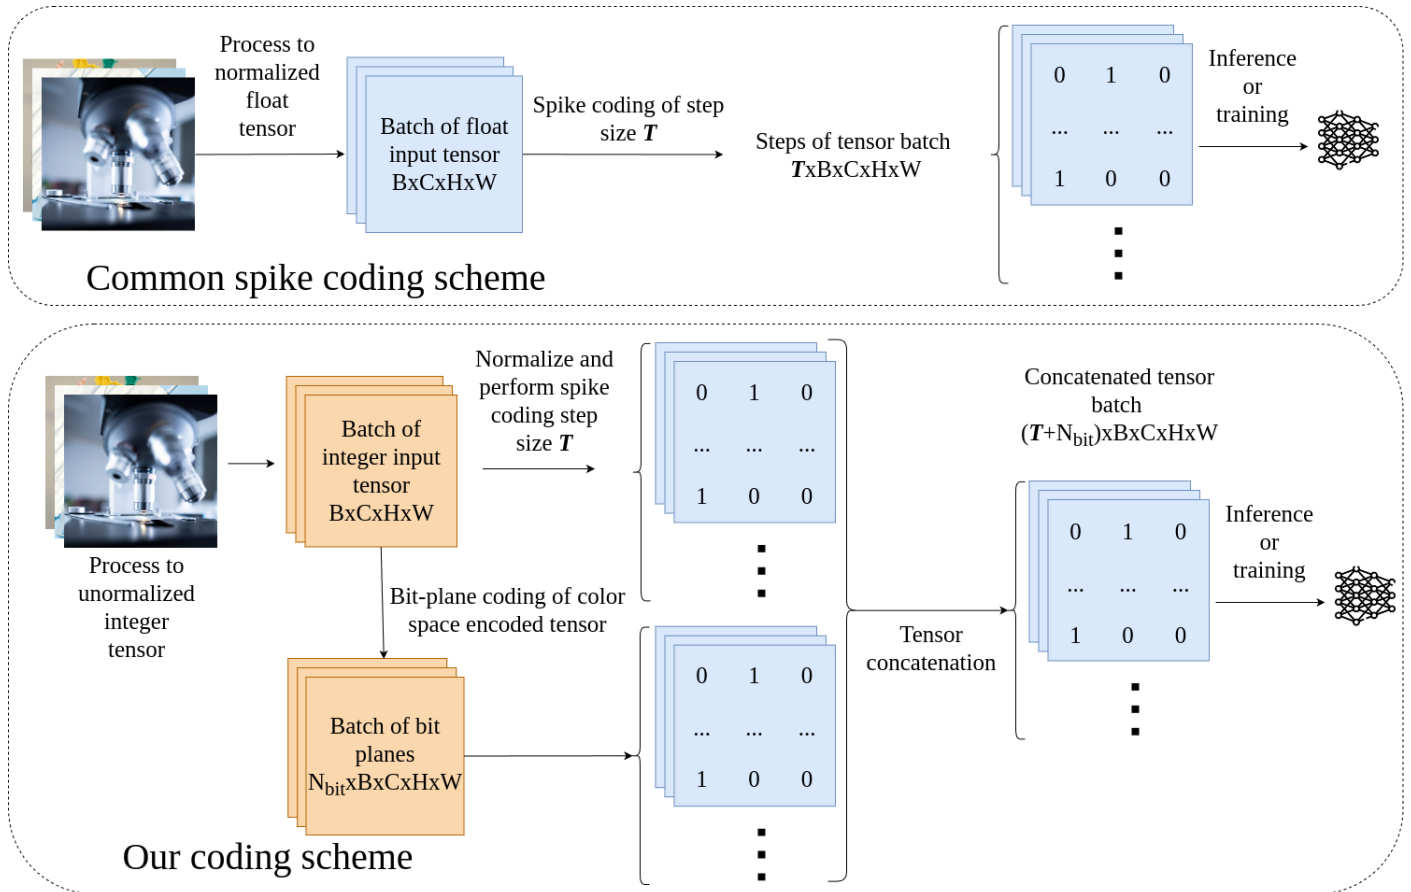 Process to
normalized
float
tensor
Batch of float
input tensor
BxCxHxW
Spike coding of step
size T
Steps of tensor batch
TxBxCxHxW
0 1 0
... ... ...
1 0 0
Inference
or
training
Common spike coding scheme
Process to
unormalized
integer
tensor
Batch of
integer input
tensor
BxCxHxW
Normalize and
perform spike
coding step
size T
0 1 0
... ... ...
1 0 0
Bit-plane coding of color
space encoded tensor
Batch of bit
planes
NbitxBxCxHxW
0 1 0
... ... ...
1 0 0
Tensor
concatenation
Concatenated tensor
batch
(T+Nbit)xBxCxHxW
0 1 0
... ... ...
1 0 0
Inference
or
training
Our coding scheme